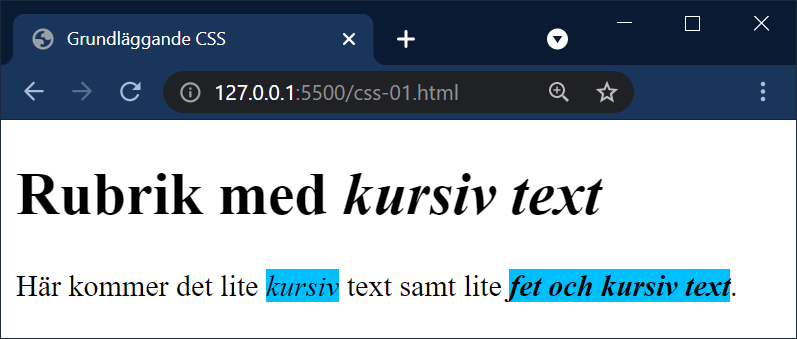 Grundläggande CSS
127.0.0.1:5500/css-01.html
Rubrik med kursiv text
Här kommer det lite kursiv text samt lite fet och kursiv text.